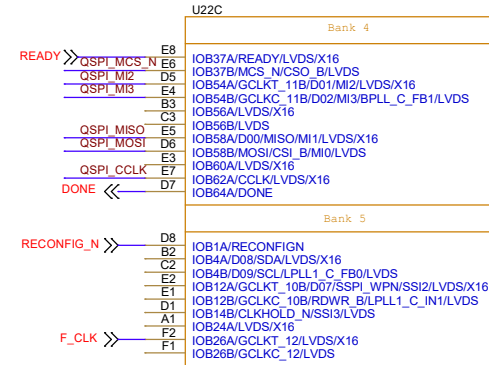 U22C
Bank 4
READY E8 IOB37A/READY/LVDS/X16
QSPI_MCS_N E6 IOB37B/MCS_N/CSO_B/LVDS
QSPI_MI2 D5 IOB54A/GCLKT_11B/D01/MI2/LVDS/X16
QSPI_MI3 E4 IOB54B/GCLKC_11B/D02/MI3/BPLL_C_FB1/LVDS
B3 IOB56A/LVDS/X16
C3 IOB56B/LVDS
QSPI_MISO E5 IOB58A/D00/MISO/MI1/LVDS/X16
QSPI_MOSI D6 IOB58B/MOSI/CSI_B/MI0/LVDS
E3 IOB60A/LVDS/X16
QSPI_CCLK E7 IOB62A/CCLK/LVDS/X16
DONE D7 IOB64A/DONE
Bank 5
RECONFIG_N D8 IOB1A/RECONFIGN
B2 IOB4A/D08/SDA/LVDS/X16
C2 IOB4B/D09/SCL/LPLL1_C_FB0/LVDS
E2 IOB12A/GCLKT_10B/D07/SSPI_WPN/SSI2/LVDS/X16
E1 IOB12B/GCLKC_10B/RDWR_B/LPLL1_C_IN1/LVDS
D1 IOB14B/CLKHOLD_N/SSI3/LVDS
A1 IOB24A/LVDS/X16
F_CLK F2 IOB26A/GCLKT_12/LVDS/X16
F1 IOB26B/GCLKC_12/LVDS